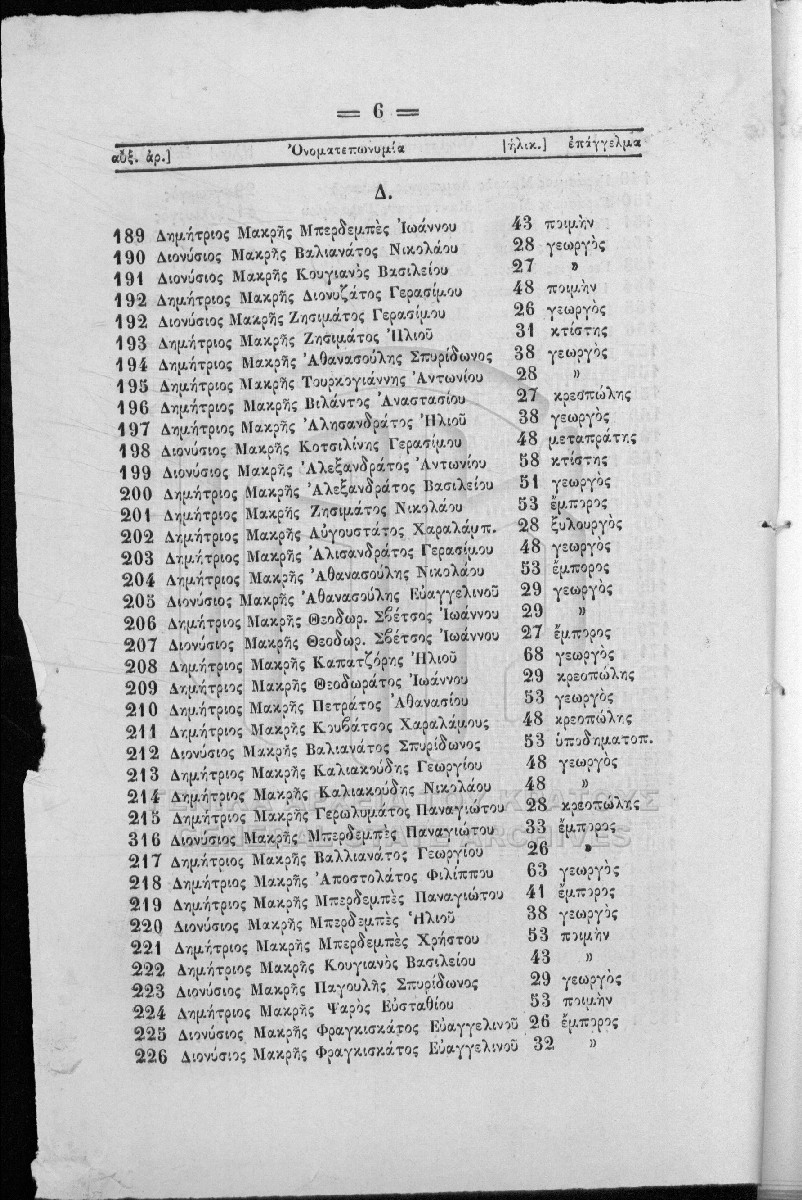 = 6 =
αὔξ. ἀρ.] Ὀνοματεπωνυμία [ἡλικ.] ἐπάγγελμα
Δ.
189 Δημήτριος Μακρῆς Μπερδεμπὲς Ἰωάννου 43 ποιμὴν
190 Διονύσιος Μακρῆς Βαλιανάτος Νικολάου 28 γεωργὸς
191 Διονύσιος Μακρῆς Κουγιανὸς Βασιλείου 27 »
192 Δημήτριος Μακρῆς Διονυζάτος Γερασίμου 48 ποιμὴν
192 Διονύσιος Μακρῆς Ζησιμάτος Γερασίμου 26 γεωργὸς
193 Δημήτριος Μακρῆς Ζησιμάτος Ἠλιοῦ 31 κτίστης
194 Δημήτριος Μακρῆς Ἀθανασούλης Σπυρίδωνος 38 γεωργὸς
195 Δημήτριος Μακρῆς Τουρκογιάννης Ἀντωνίου 28 »
196 Δημήτριος Μακρῆς Βιλάντος Ἀναστασίου 27 κρεοπώλης
197 Δημήτριος Μακρῆς Ἀλησανδράτος Ἠλιοῦ 38 γεωργὸς
198 Διονύσιος Μακρῆς Κοτσιλίνης Γερασίμου 48 μεταπράτης
199 Διονύσιος Μακρῆς Ἀλεξανδράτος Ἀντωνίου 58 κτίστης
200 Δημήτριος Μακρῆς Ἀλεξανδράτος Βασιλείου 51 γεωργὸς
201 Δημήτριος Μακρῆς Ζησιμάτος Νικολάου 53 ἔμπορος
202 Δημήτριος Μακρῆς Αὐγουστάτος Χαραλάμπ. 28 ξυλουργὸς
203 Δημήτριος Μακρῆς Ἀλισανδράτος Γερασίμου 48 γεωργὸς
204 Δημήτριος Μακρῆς Ἀθανασούλης Νικολάου 53 ἔμπορος
205 Διονύσιος Μακρῆς Ἀθανασούλης Εὐαγγελινοῦ 29 γεωργὸς
206 Δημήτριος Μακρῆς Θεοδωρ. Σβέτσος Ἰωάννου 29 »
207 Διονύσιος Μακρῆς Θεοδωρ. Σβέτσος Ἰωάννου 27 ἔμπορος
208 Δημήτριος Μακρῆς Καπατζόρης Ἠλιοῦ 68 γεωργὸς
209 Δημήτριος Μακρῆς Θεοδωράτος Ἰωάννου 29 κρεοπώλης
210 Δημήτριος Μακρῆς Πετράτος Ἀθανασίου 53 γεωργὸς
211 Δημήτριος Μακρῆς Κουβάτσος Χαραλάμους 48 κρεοπώλης
212 Διονύσιος Μακρῆς Βαλιανάτος Σπυρίδωνος 53 ὑποδηματοπ.
213 Δημήτριος Μακρῆς Καλιακούδης Γεωργίου 48 γεωργὸς
214 Δημήτριος Μακρῆς Καλιακούδης Νικολάου 48 »
215 Δημήτριος Μακρῆς Γερωλυμάτος Παναγιώτου 28 κρεοπώλης
316 Διονύσιος Μακρῆς Μπερδεμπὲς Παναγιώτου 33 ἔμπορος
217 Δημήτριος Μακρῆς Βαλλιανάτος Γεωργίου 26 »
218 Δημήτριος Μακρῆς Ἀποστολάτος Φιλίππου 63 γεωργὸς
219 Δημήτριος Μακρῆς Μπερδεμπὲς Παναγιώτου 41 ἔμπορος
220 Διονύσιος Μακρῆς Μπερδεμπὲς Ἠλιοῦ 38 γεωργὸς
221 Δημήτριος Μακρῆς Μπερδεμπὲς Χρήστου 53 ποιμὴν
222 Δημήτριος Μακρῆς Κουγιανὸς Βασιλείου 43 »
223 Διονύσιος Μακρῆς Παγουλῆς Σπυρίδωνος 29 γεωργὸς
224 Δημήτριος Μακρῆς Ψαρὸς Εὐσταθίου 53 ποιμὴν
225 Διονύσιος Μακρῆς Φραγκισκάτος Εὐαγγελινοῦ 26 ἔμπορος
226 Διονύσιος Μακρῆς Φραγκισκάτος Εὐαγγελινοῦ 32 »